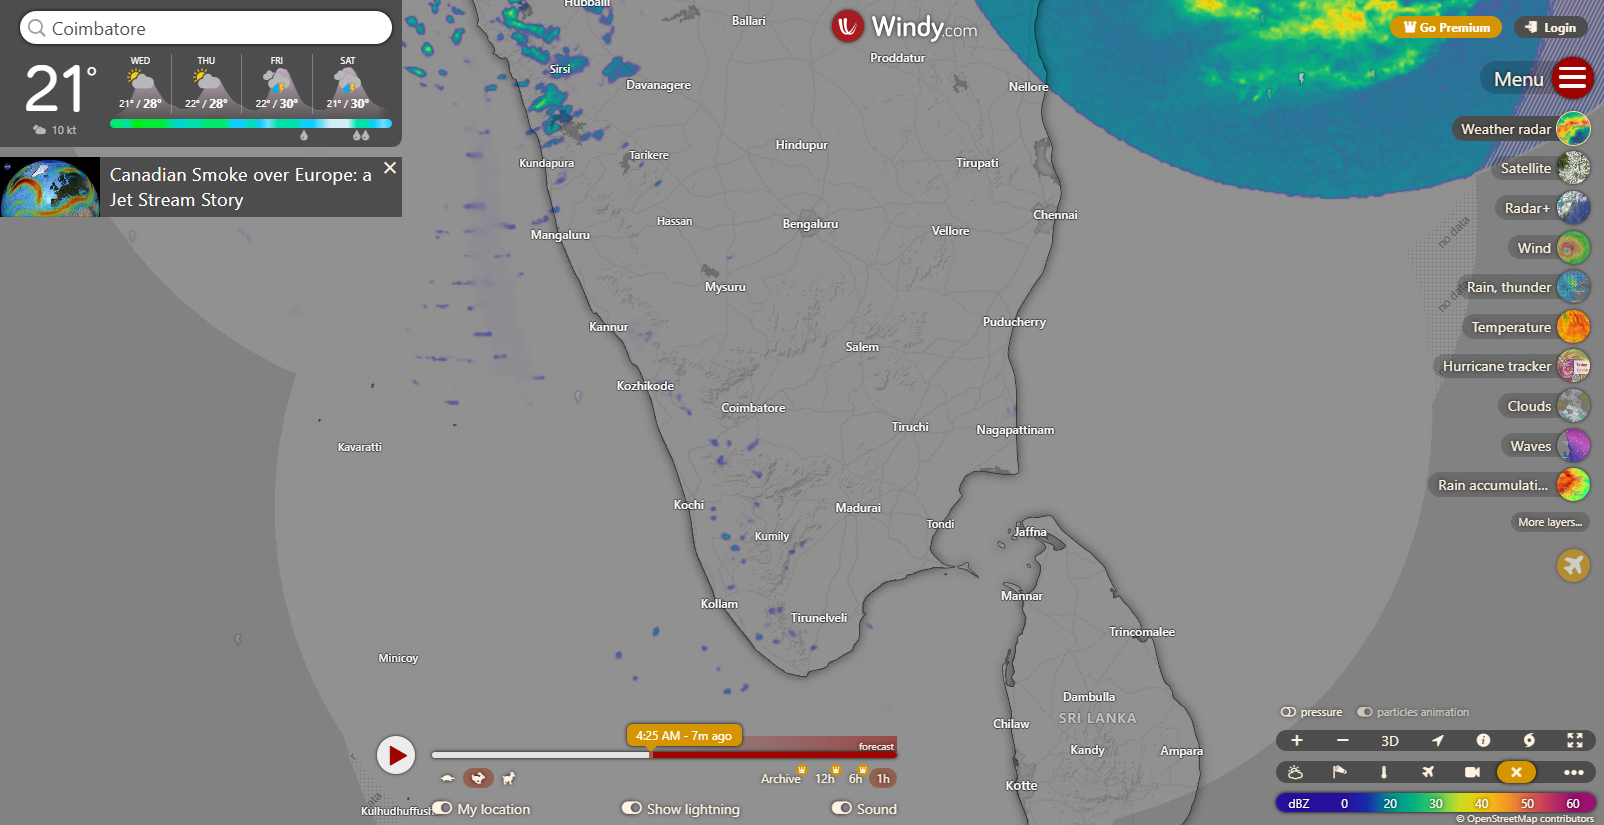 Coimbatore
21°
10 kt
WED
THU
FRI
SAT
21° / 28°
22° / 28°
22° / 30°
21° / 30°
Canadian Smoke over Europe: a
Jet Stream Story
Windy.com
Go Premium
Login
Menu
Weather radar
Satellite
Radar+
Wind
Rain, thunder
Temperature
Hurricane tracker
Clouds
Waves
Rain accumulati...
More layers...
no data
no data
Hubballi
Ballari
Proddatur
Sirsi
Davanagere
Nellore
Hindupur
Kundapura
Tarikere
Tirupati
Hassan
Bengaluru
Chennai
Mangaluru
Vellore
Mysuru
Kannur
Puducherry
Salem
Kozhikode
Coimbatore
Tiruchi
Nagapattinam
Kavaratti
Kochi
Madurai
Tondi
Kumily
Jaffna
Mannar
Kollam
Tirunelveli
Trincomalee
Minicoy
Dambulla
SRI LANKA
Chilaw
Kandy
Ampara
Kotte
Kulhudhuffush
4:25 AM - 7m ago
forecast
Archive
12h
6h
1h
My location
Show lightning
Sound
pressure
particles animation
3D
dBZ
0
20
30
40
50
60
© OpenStreetMap contributors